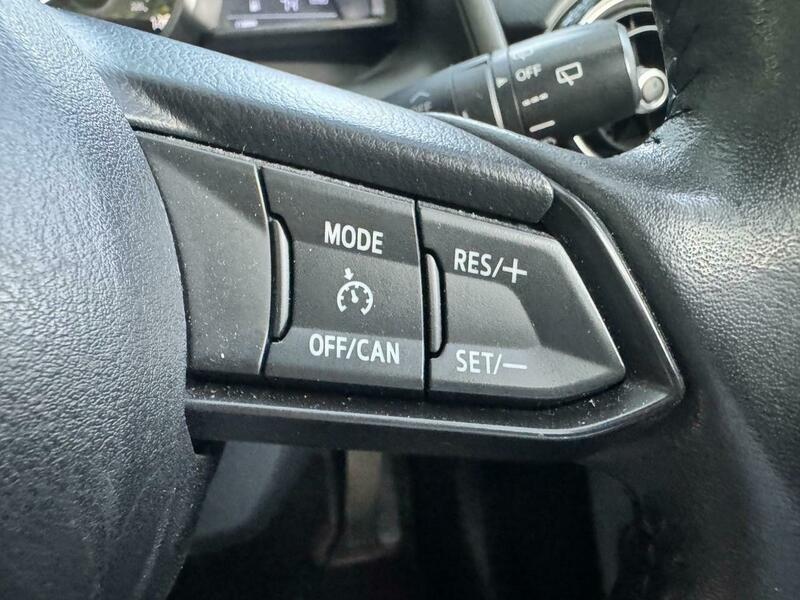 OFF
MODE
RES/+
OFF/CAN
SET/−